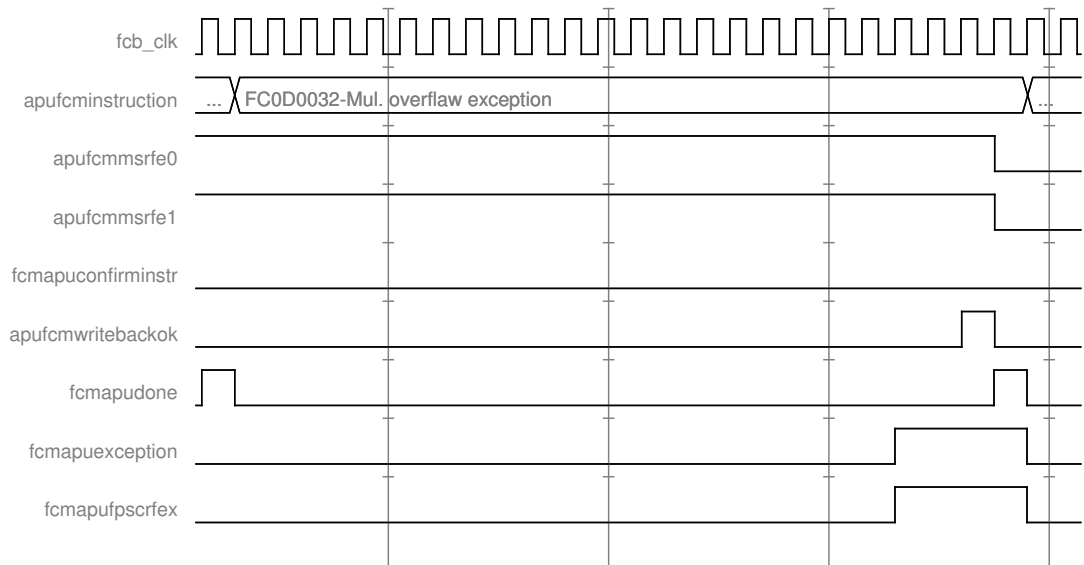 fcb_clk
apufcminstruction ... FC0D0032-Mul. overflaw exception ...
apufcmmsrfe0
apufcmmsrfe1
fcmapuconfirminstr
apufcmwritebackok
fcmapudone
fcmapuexception
fcmapufpscrfex